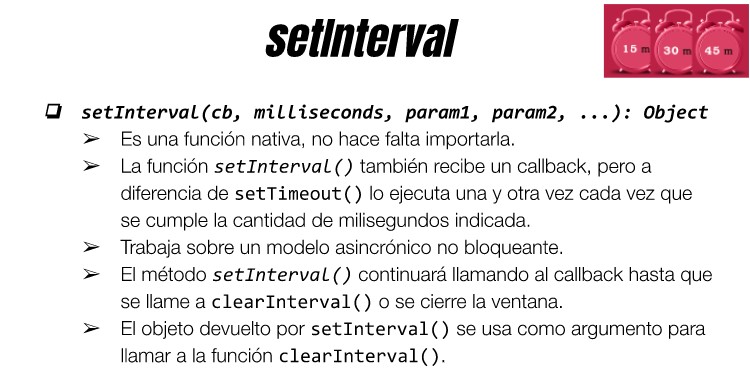 setInterval
15 m 30 m 45 m
❏ setInterval(cb, milliseconds, param1, param2, ...): Object
➢ Es una función nativa, no hace falta importarla.
➢ La función setInterval() también recibe un callback, pero a
diferencia de setTimeout() lo ejecuta una y otra vez cada vez que
se cumple la cantidad de milisegundos indicada.
➢ Trabaja sobre un modelo asincrónico no bloqueante.
➢ El método setInterval() continuará llamando al callback hasta que
se llame a clearInterval() o se cierre la ventana.
➢ El objeto devuelto por setInterval() se usa como argumento para
llamar a la función clearInterval().